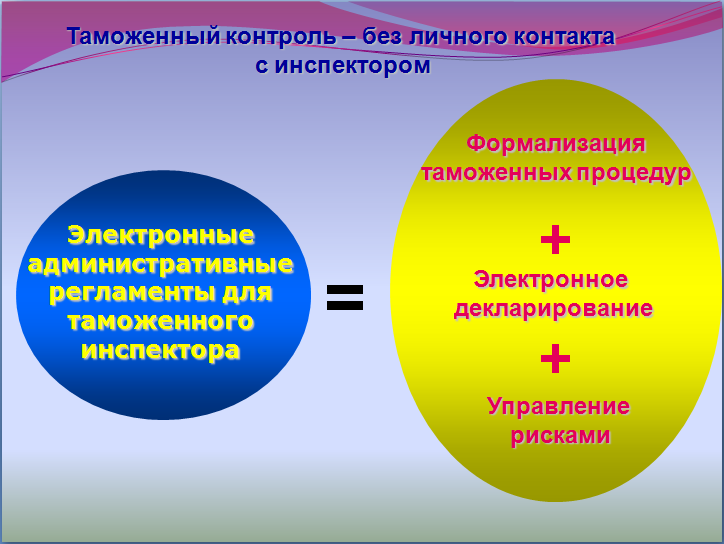 Таможенный контроль – без личного контакта
с инспектором
Электронные
административные
регламенты для
таможенного
инспектора
=
Формализация
таможенных процедур
+
Электронное
декларирование
+
Управление
рисками